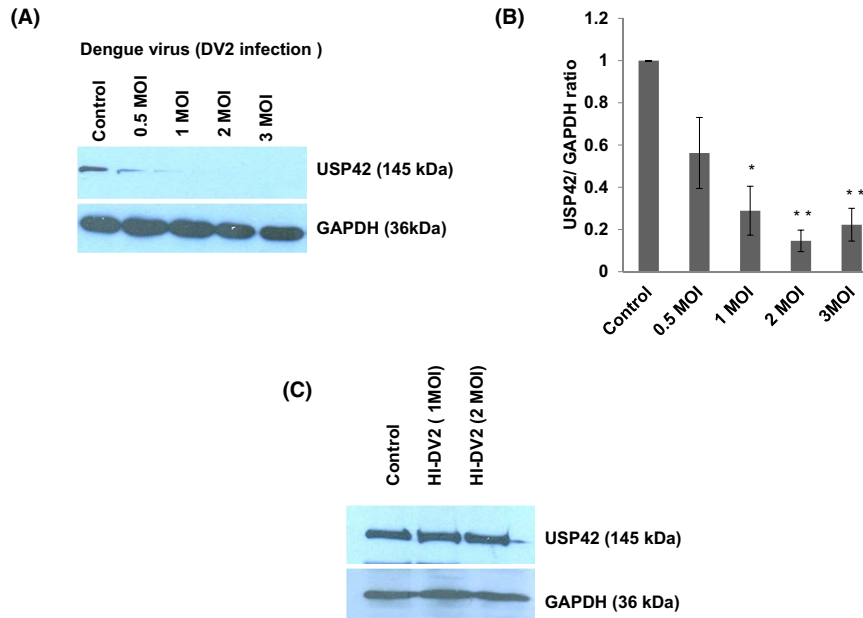 (A)
Dengue virus (DV2 infection )
Control
0.5 MOI
1 MOI
2 MOI
3 MOI
USP42 (145 kDa)
GAPDH (36kDa)
(B)
USP42/ GAPDH ratio
1.2
1
0.8
0.6
0.4
0.2
0
*
* *
* *
Control
0.5 MOI
1 MOI
2 MOI
3MOI
(C)
Control
HI-DV2 ( 1MOI)
HI-DV2 (2 MOI)
USP42 (145 kDa)
GAPDH (36 kDa)